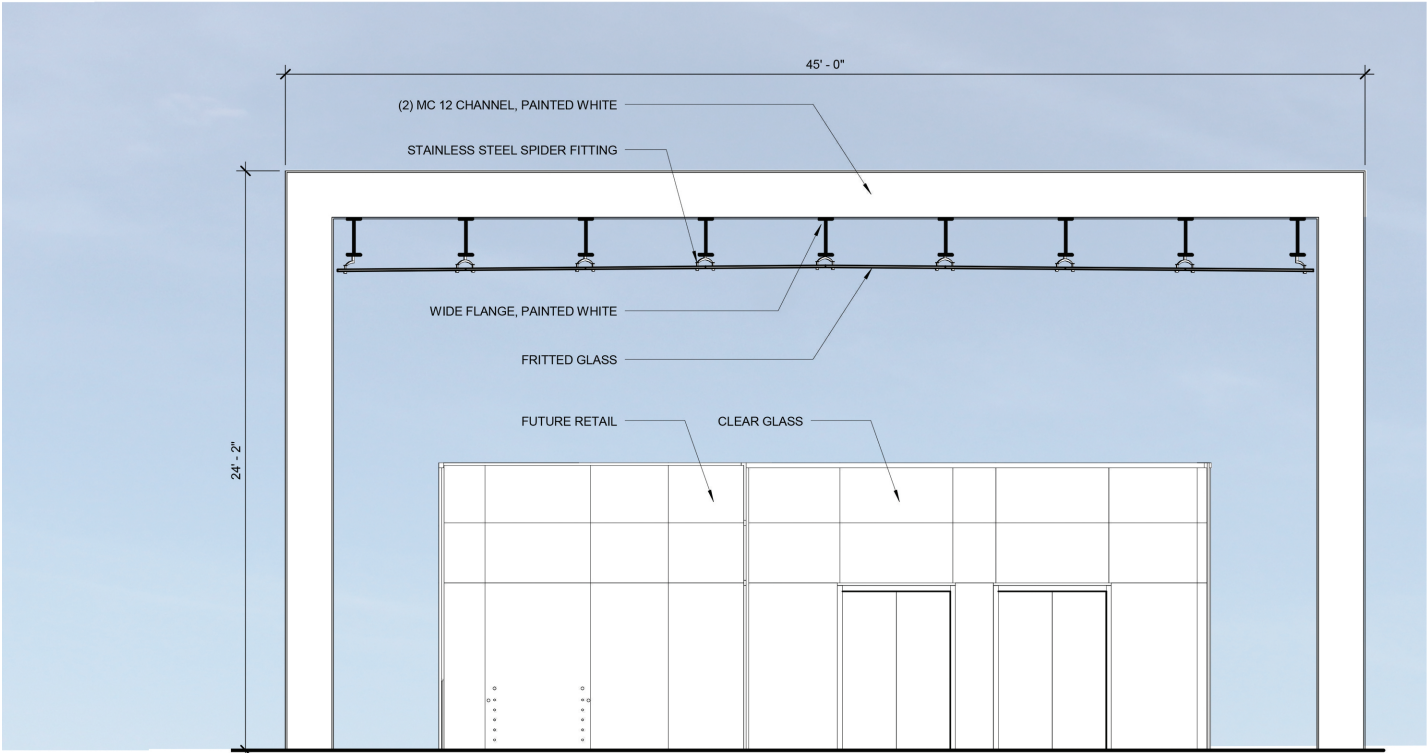 45' - 0"
(2) MC 12 CHANNEL, PAINTED WHITE
STAINLESS STEEL SPIDER FITTING
WIDE FLANGE, PAINTED WHITE
FRITTED GLASS
FUTURE RETAIL
CLEAR GLASS
24' - 2"